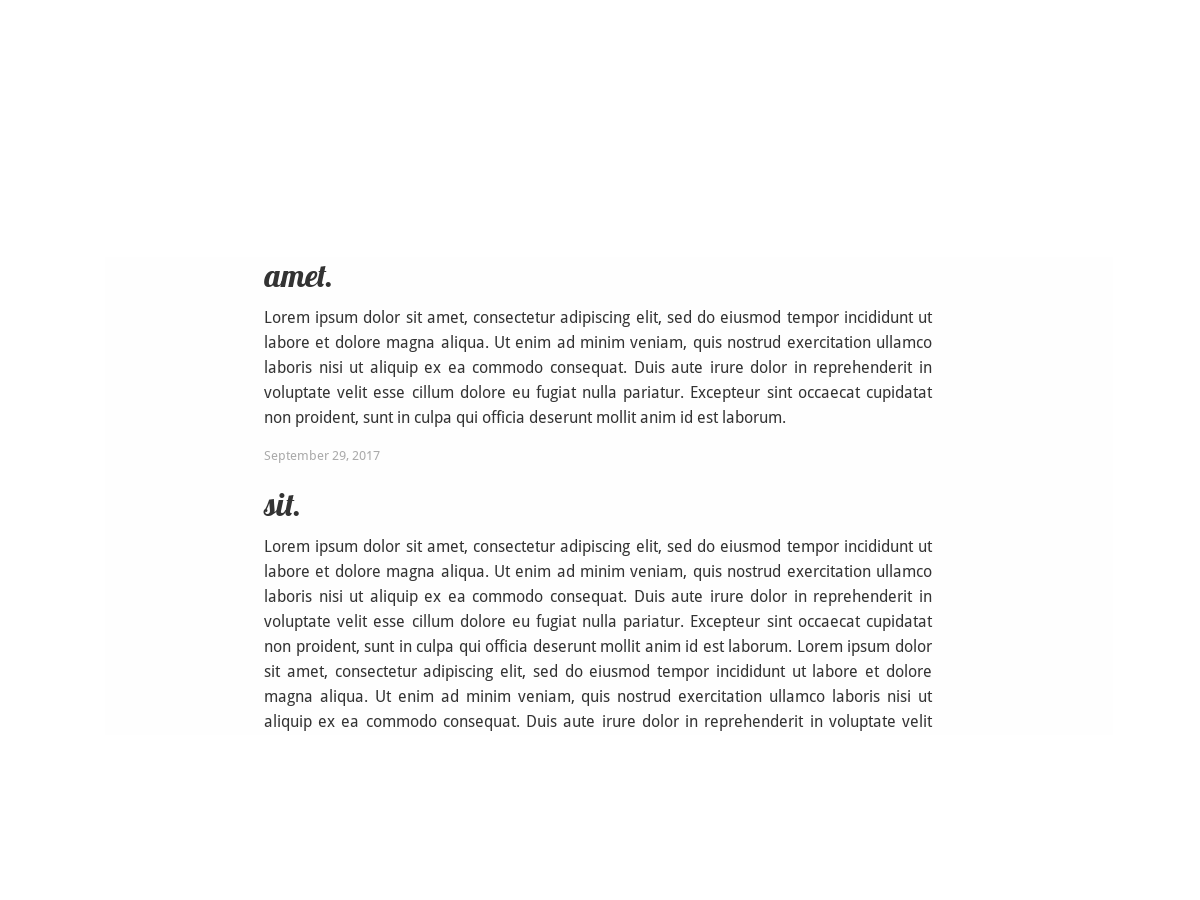 amet.
Lorem ipsum dolor sit amet, consectetur adipiscing elit, sed do eiusmod tempor incididunt ut
labore et dolore magna aliqua. Ut enim ad minim veniam, quis nostrud exercitation ullamco
laboris nisi ut aliquip ex ea commodo consequat. Duis aute irure dolor in reprehenderit in
voluptate velit esse cillum dolore eu fugiat nulla pariatur. Excepteur sint occaecat cupidatat
non proident, sunt in culpa qui officia deserunt mollit anim id est laborum.
September 29, 2017
sit.
Lorem ipsum dolor sit amet, consectetur adipiscing elit, sed do eiusmod tempor incididunt ut
labore et dolore magna aliqua. Ut enim ad minim veniam, quis nostrud exercitation ullamco
laboris nisi ut aliquip ex ea commodo consequat. Duis aute irure dolor in reprehenderit in
voluptate velit esse cillum dolore eu fugiat nulla pariatur. Excepteur sint occaecat cupidatat
non proident, sunt in culpa qui officia deserunt mollit anim id est laborum. Lorem ipsum dolor
sit amet, consectetur adipiscing elit, sed do eiusmod tempor incididunt ut labore et dolore
magna aliqua. Ut enim ad minim veniam, quis nostrud exercitation ullamco laboris nisi ut
aliquip ex ea commodo consequat. Duis aute irure dolor in reprehenderit in voluptate velit